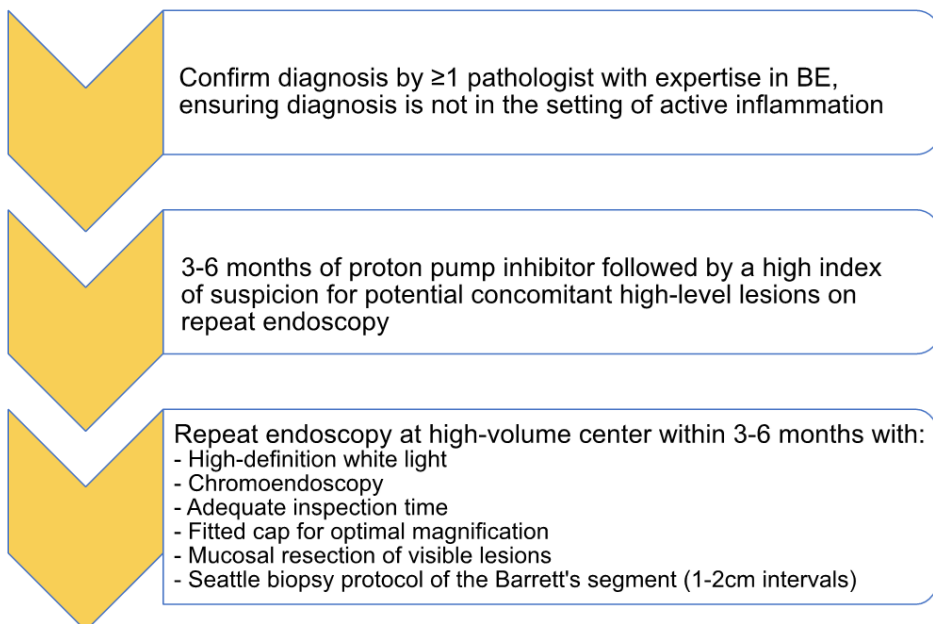 Confirm diagnosis by ≥1 pathologist with expertise in BE,
ensuring diagnosis is not in the setting of active inflammation
3-6 months of proton pump inhibitor followed by a high index
of suspicion for potential concomitant high-level lesions on
repeat endoscopy
Repeat endoscopy at high-volume center within 3-6 months with:
- High-definition white light
- Chromoendoscopy
- Adequate inspection time
- Fitted cap for optimal magnification
- Mucosal resection of visible lesions
- Seattle biopsy protocol of the Barrett's segment (1-2cm intervals)